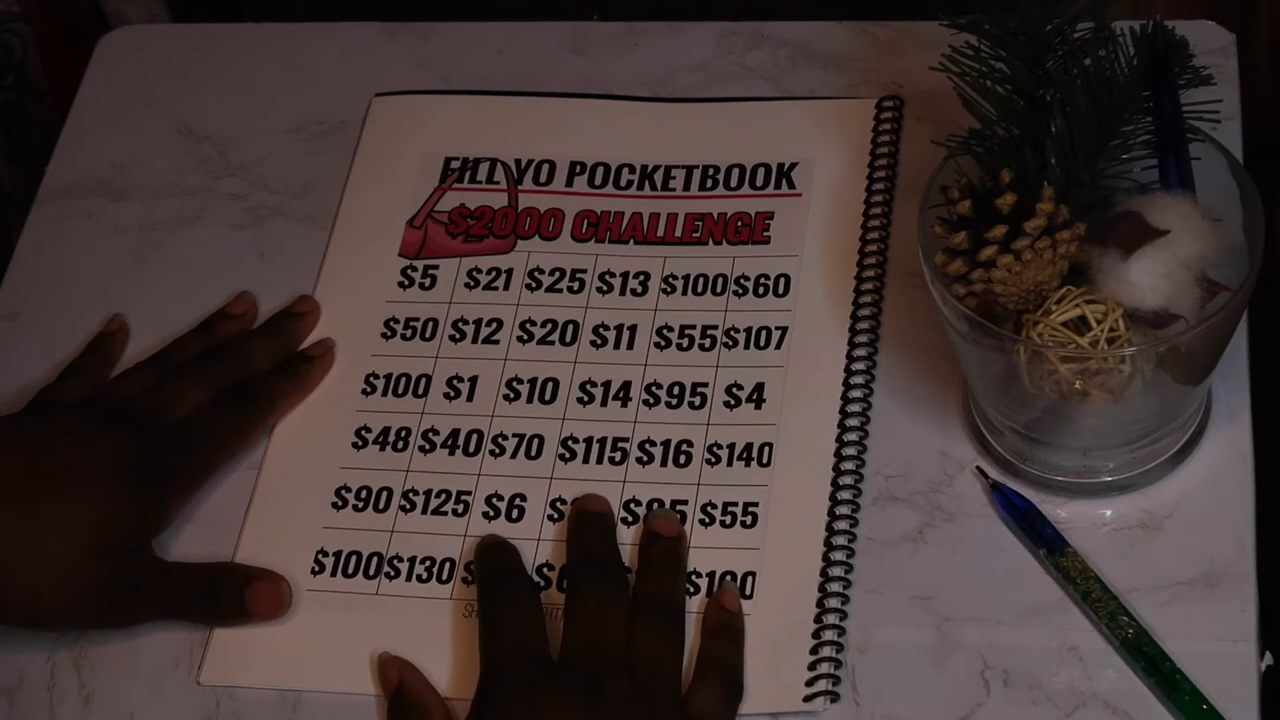 FILL YO POCKETBOOK
$2000 CHALLENGE
$5 $21 $25 $13 $100 $60
$50 $12 $20 $11 $55 $107
$100 $1 $10 $14 $95 $4
$48 $40 $70 $115 $16 $140
$90 $125 $6 $55
$100 $130